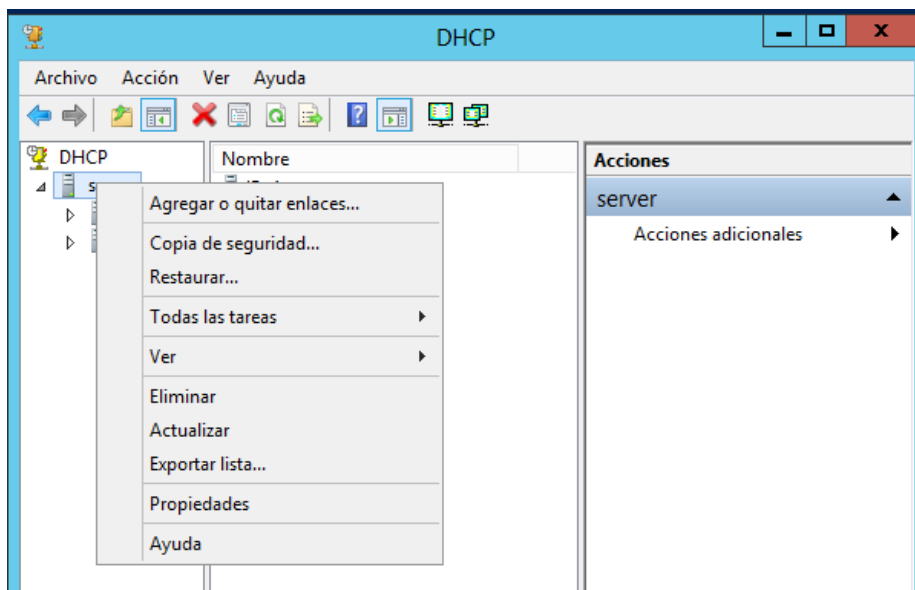 DHCP
Archivo Acción Ver Ayuda
DHCP
Nombre
Acciones
server
Acciones adicionales
Agregar o quitar enlaces...
Copia de seguridad...
Restaurar...
Todas las tareas
Ver
Eliminar
Actualizar
Exportar lista...
Propiedades
Ayuda